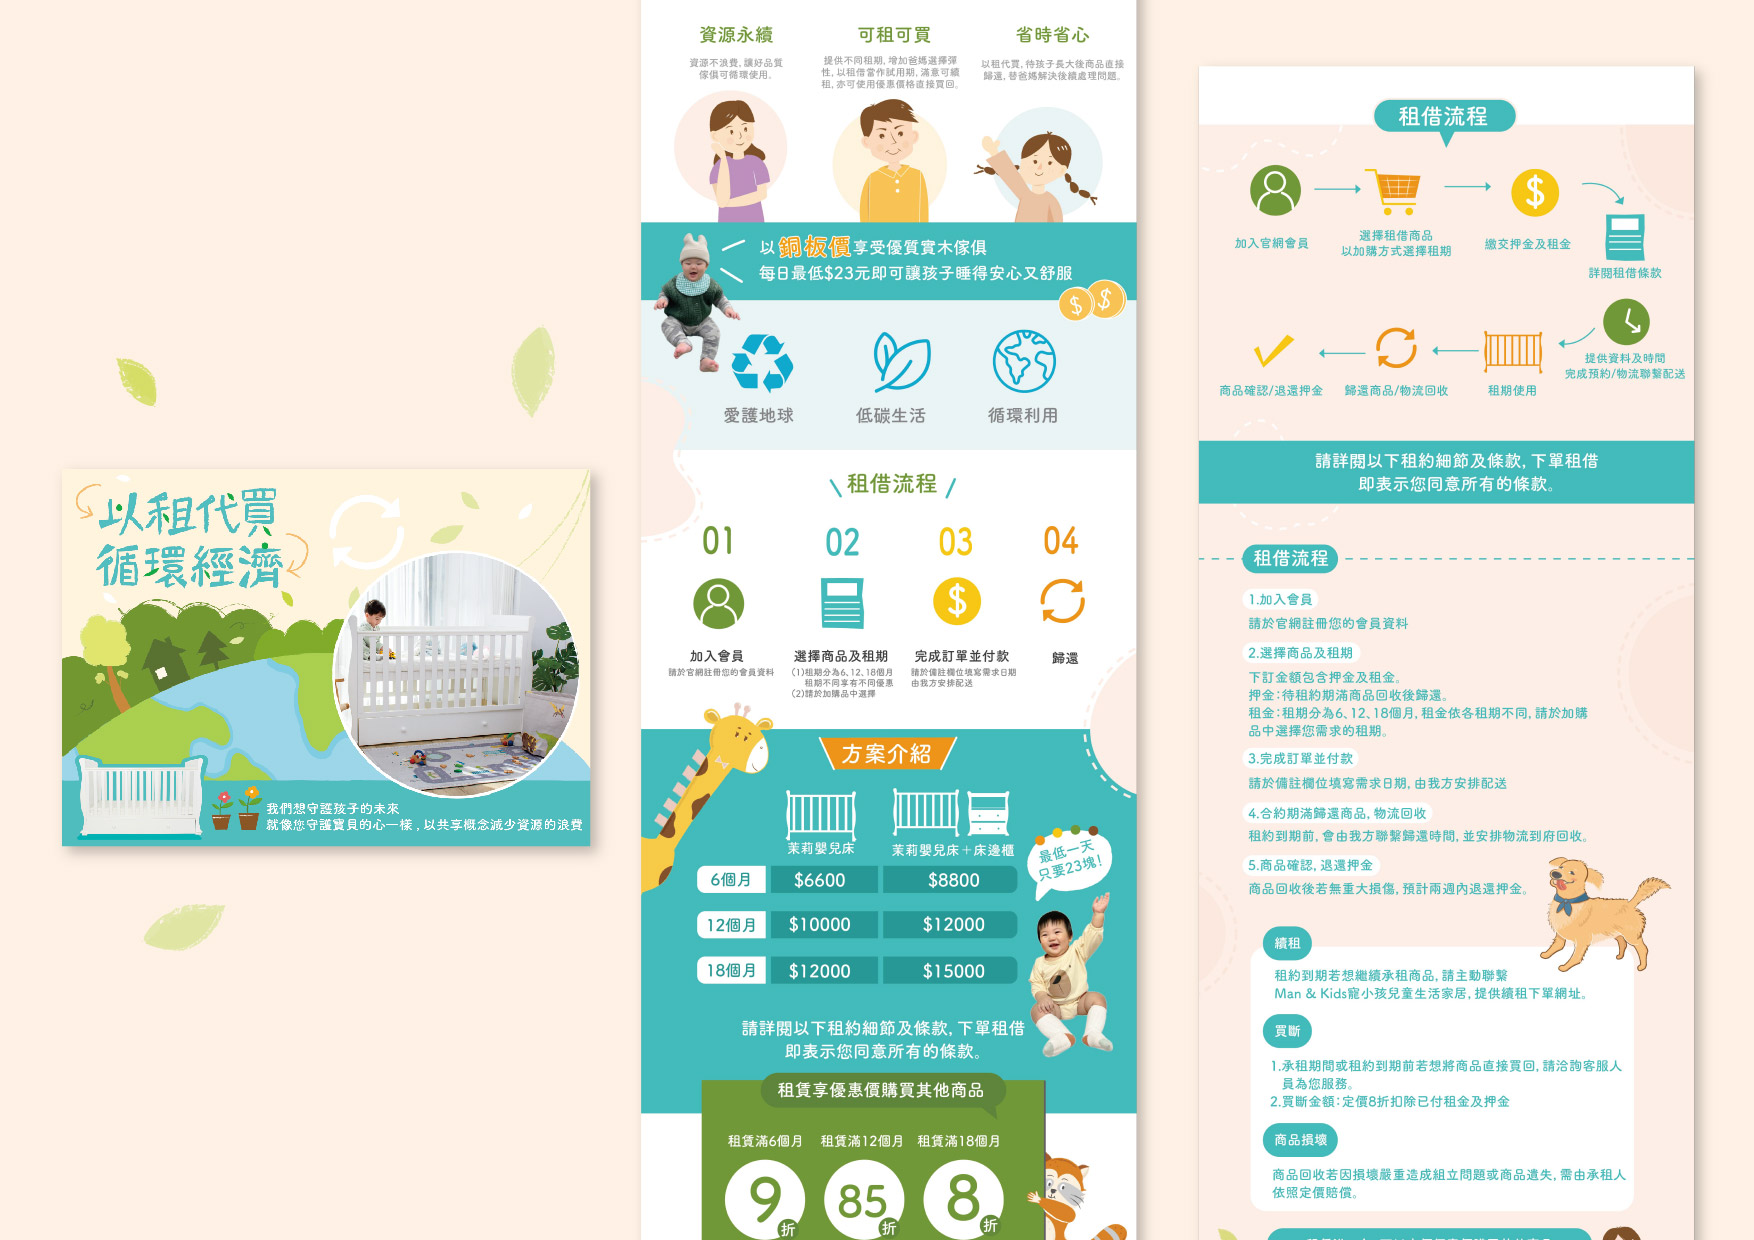 以租代買
循環經濟
我們想守護孩子的未來
就像您守護寶貝的心一樣，以共享概念減少資源的浪費
資源永續
資源不浪費，讓好品質
傢俱可循環使用。
可租可買
提供不同租期，增加爸媽選擇彈
性，以租借當作試用期，滿意可續
租，亦可使用優惠價格直接買回。
省時省心
以租代買，待孩子長大後商品直接
歸還，替爸媽解決後續處理問題。
以銅板價享受優質實木傢俱
每日最低$23元即可讓孩子睡得安心又舒服
愛護地球
低碳生活
循環利用
租借流程
01
02
03
04
加入會員
請於官網註冊您的會員資料
選擇商品及租期
(1)租期分為6、12、18個月
租期不同享有不同優惠
(2)請於加購品中選擇
完成訂單並付款
請於備註欄位填寫需求日期
由我方安排配送
歸還
方案介紹
茉莉嬰兒床
茉莉嬰兒床＋床邊櫃
最低一天
只要23塊！
6個月 $6600 $8800
12個月 $10000 $12000
18個月 $12000 $15000
請詳閱以下租約細節及條款，下單租借
即表示您同意所有的條款。
租賃享優惠價購買其他商品
租賃滿6個月 租賃滿12個月 租賃滿18個月
9折 85折 8折
租借流程
加入官網會員
選擇租借商品
以加購方式選擇租期
繳交押金及租金
詳閱租借條款
提供資料及時間
完成預約/物流聯繫配送
租期使用
歸還商品/物流回收
商品確認/退還押金
請詳閱以下租約細節及條款，下單租借
即表示您同意所有的條款。
租借流程
1.加入會員
請於官網註冊您的會員資料
2.選擇商品及租期
下訂金額包含押金及租金。
押金：待租約期滿商品回收後歸還。
租金：租期分為6、12、18個月，租金依各租期不同，請於加購
品中選擇您需求的租期。
3.完成訂單並付款
請於備註欄位填寫需求日期，由我方安排配送
4.合約期滿歸還商品，物流回收
租約到期前，會由我方聯繫歸還時間，並安排物流到府回收。
5.商品確認，退還押金
商品回收後若無重大損傷，預計兩週內退還押金。
續租
租約到期若想繼續承租商品，請主動聯繫
Man & Kids寵小孩兒童生活家居，提供續租下單網址。
買斷
1.承租期間或租約到期前若想將商品直接買回，請洽詢客服人
員為您服務。
2.買斷金額：定價8折扣除已付租金及押金
商品損壞
商品回收若因損壞嚴重造成組立問題或商品遺失，需由承租人
依照定價賠償。